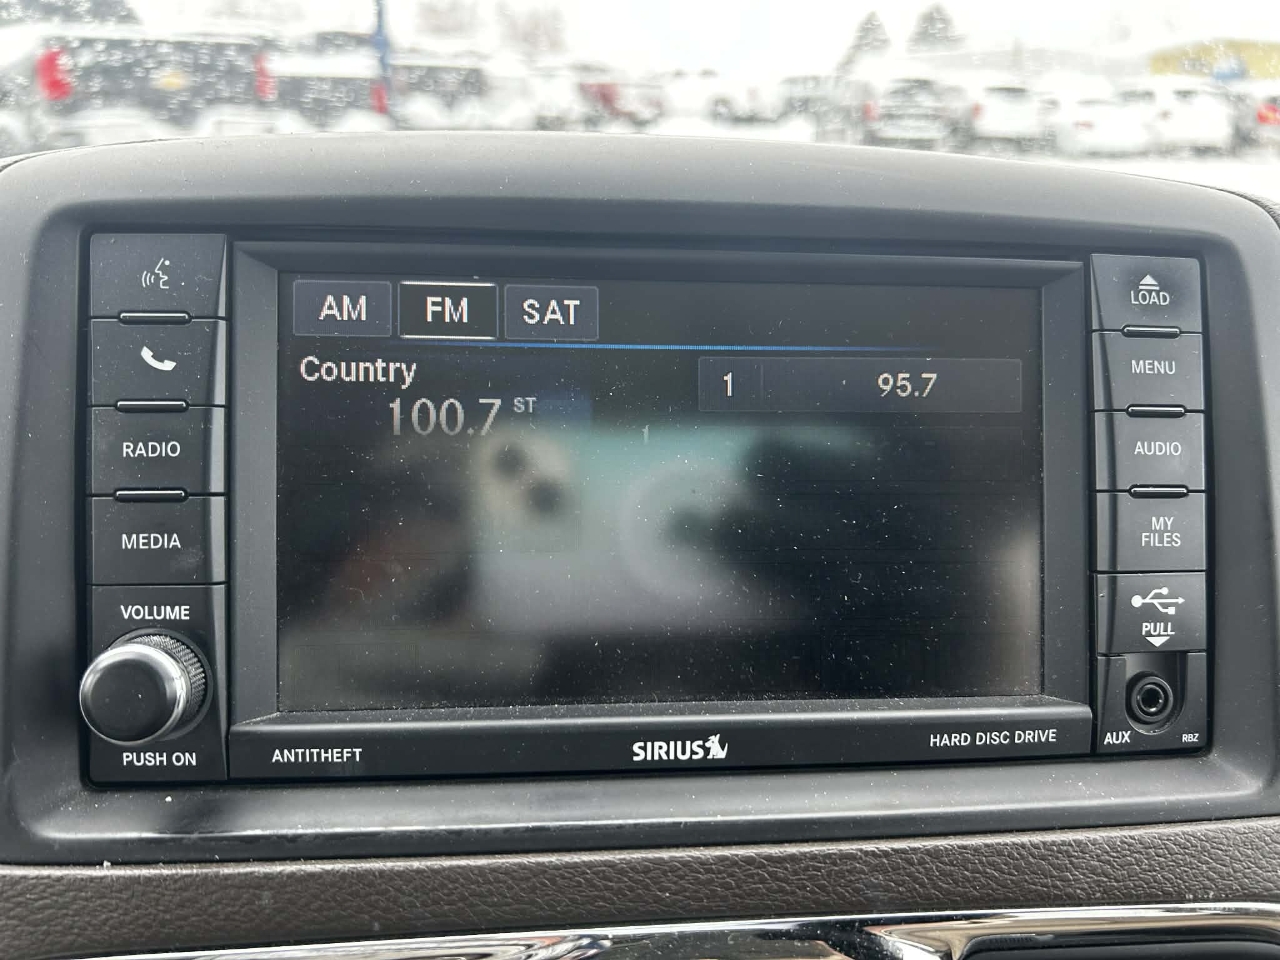 AM FM SAT
Country
100.7 ST
1 95.7
RADIO
MEDIA
VOLUME
PUSH ON
LOAD
MENU
AUDIO
MY
FILES
PULL
AUX RBZ
ANTITHEFT SIRIUS HARD DISC DRIVE